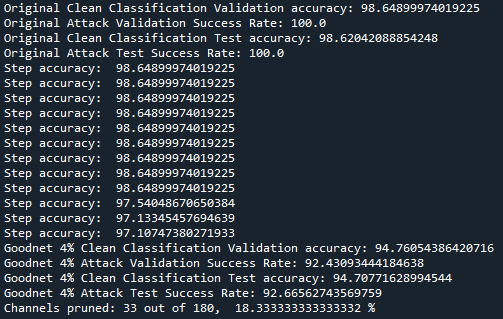 Original Clean Classification Validation accuracy: 98.64899974019225
Original Attack Validation Success Rate: 100.0
Original Clean Classification Test accuracy: 98.62042088854248
Original Attack Test Success Rate: 100.0
Step accuracy:  98.64899974019225
Step accuracy:  98.64899974019225
Step accuracy:  98.64899974019225
Step accuracy:  98.64899974019225
Step accuracy:  98.64899974019225
Step accuracy:  98.64899974019225
Step accuracy:  98.64899974019225
Step accuracy:  98.64899974019225
Step accuracy:  98.64899974019225
Step accuracy:  97.54048670650384
Step accuracy:  97.13345457694639
Step accuracy:  97.10747380271933
Goodnet 4% Clean Classification Validation accuracy: 94.76054386420716
Goodnet 4% Attack Validation Success Rate: 92.43093444184638
Goodnet 4% Clean Classification Test accuracy: 94.70771628994544
Goodnet 4% Attack Test Success Rate: 92.66562743569759
Channels pruned: 33 out of 180,  18.333333333333332 %